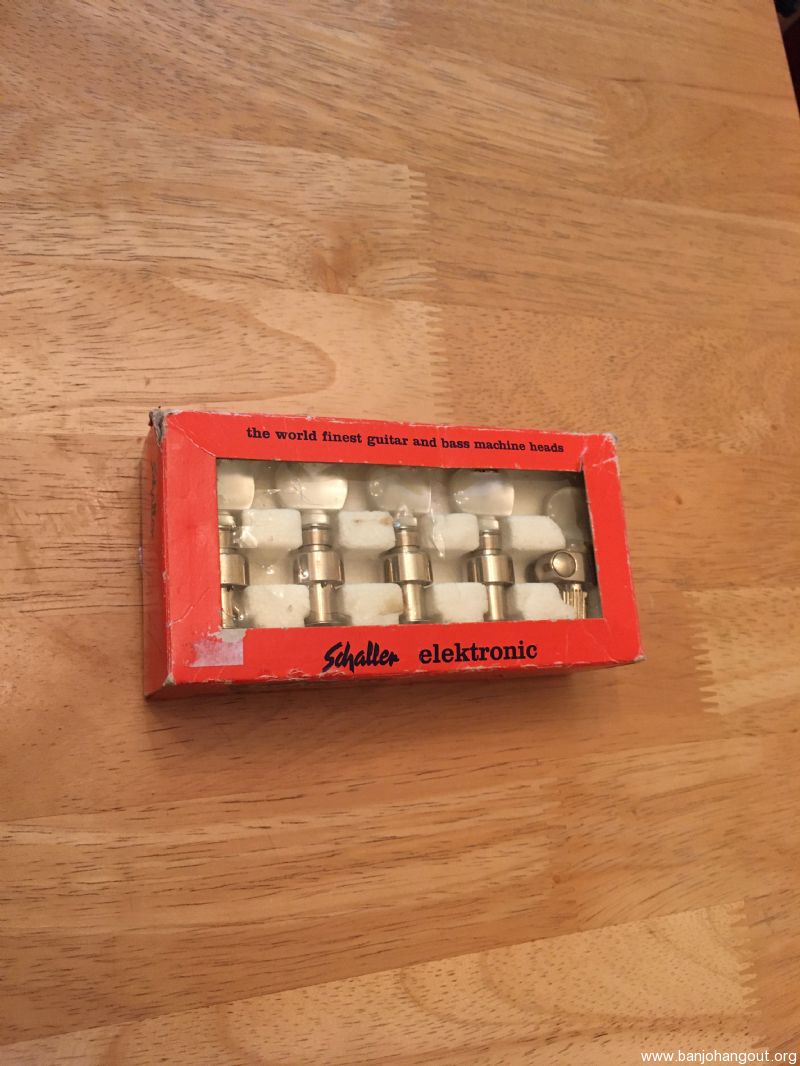 the world finest guitar and bass machine heads
Schaller elektronic
www.banjohangout.org